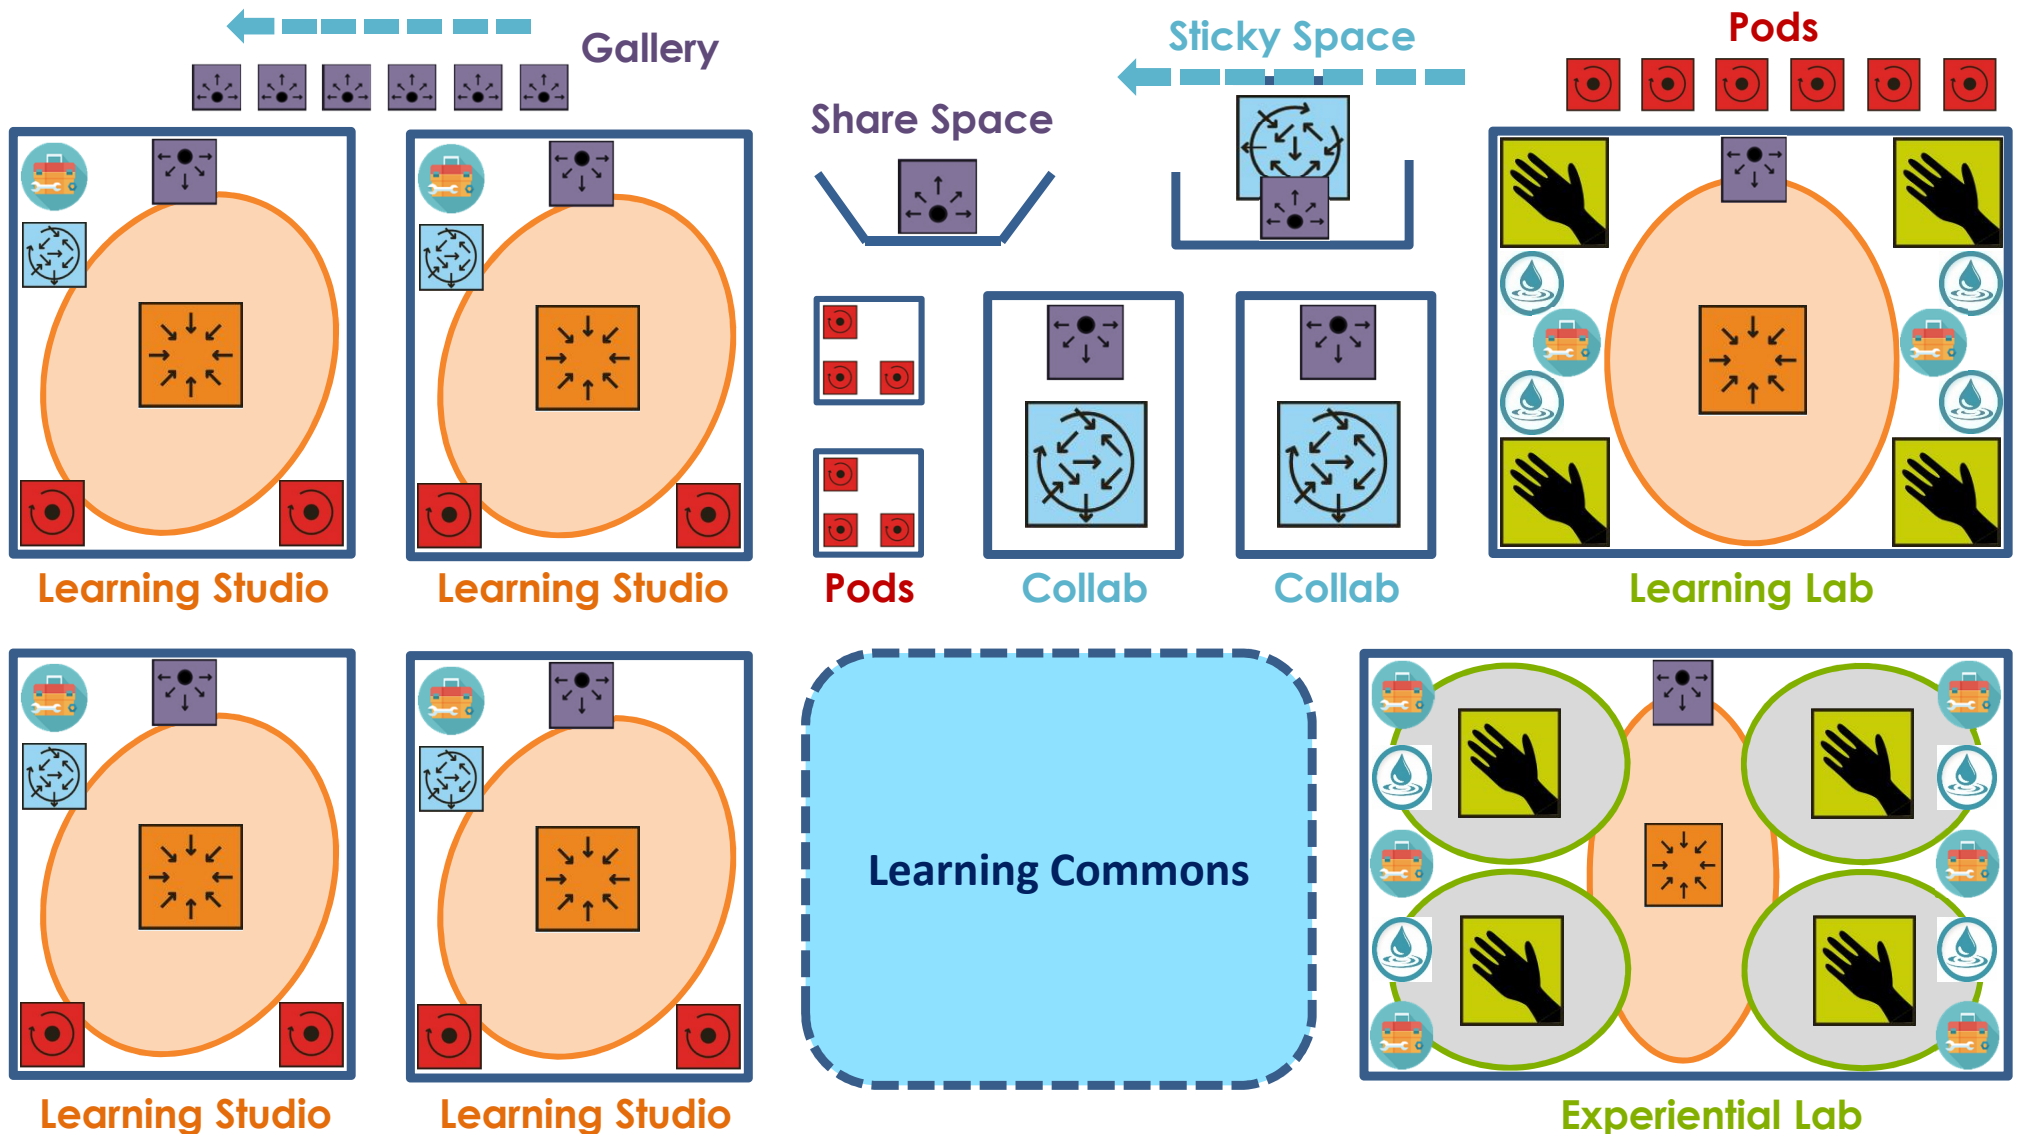 Gallery
Sticky Space
Pods
Share Space
Learning Studio
Learning Studio
Pods
Collab
Collab
Learning Lab
Learning Commons
Learning Studio
Learning Studio
Experiential Lab